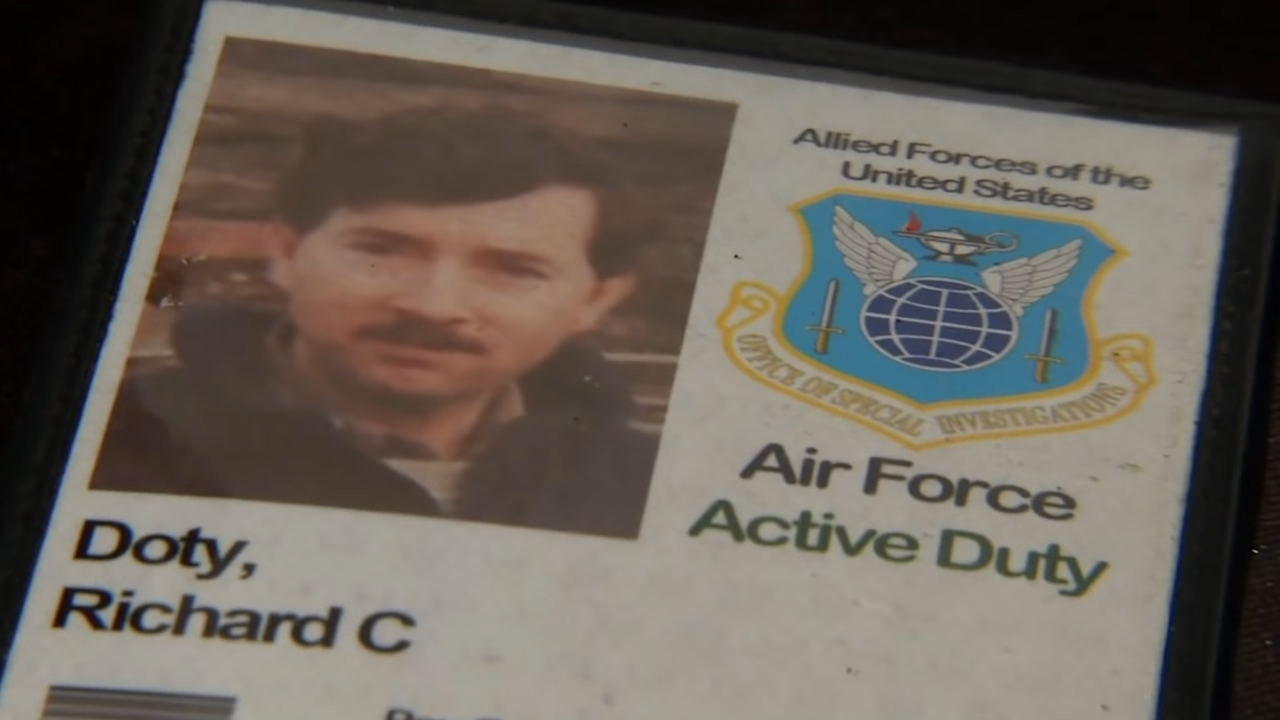 Allied Forces of the
United States
OFFICE OF SPECIAL INVESTIGATIONS
Air Force
Active Duty
Doty,
Richard C